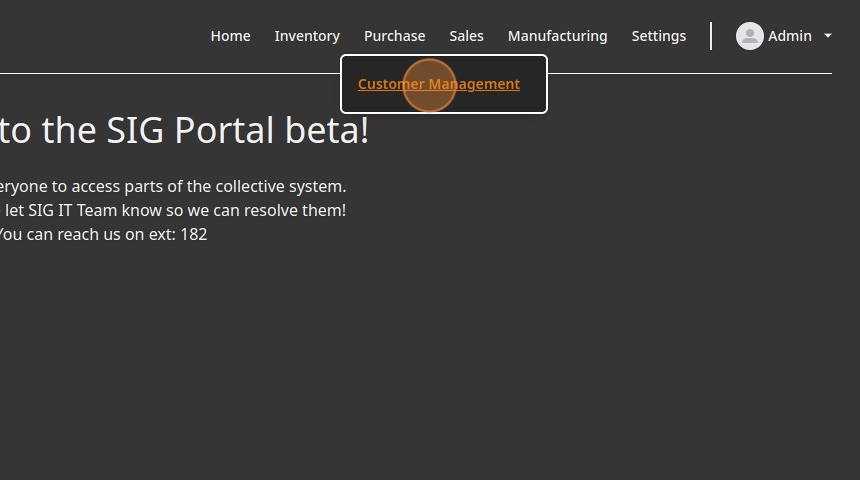 Home Inventory Purchase Sales Manufacturing Settings Admin
Customer Management
to the SIG Portal beta!
eryone to access parts of the collective system.
let SIG IT Team know so we can resolve them!
You can reach us on ext: 182